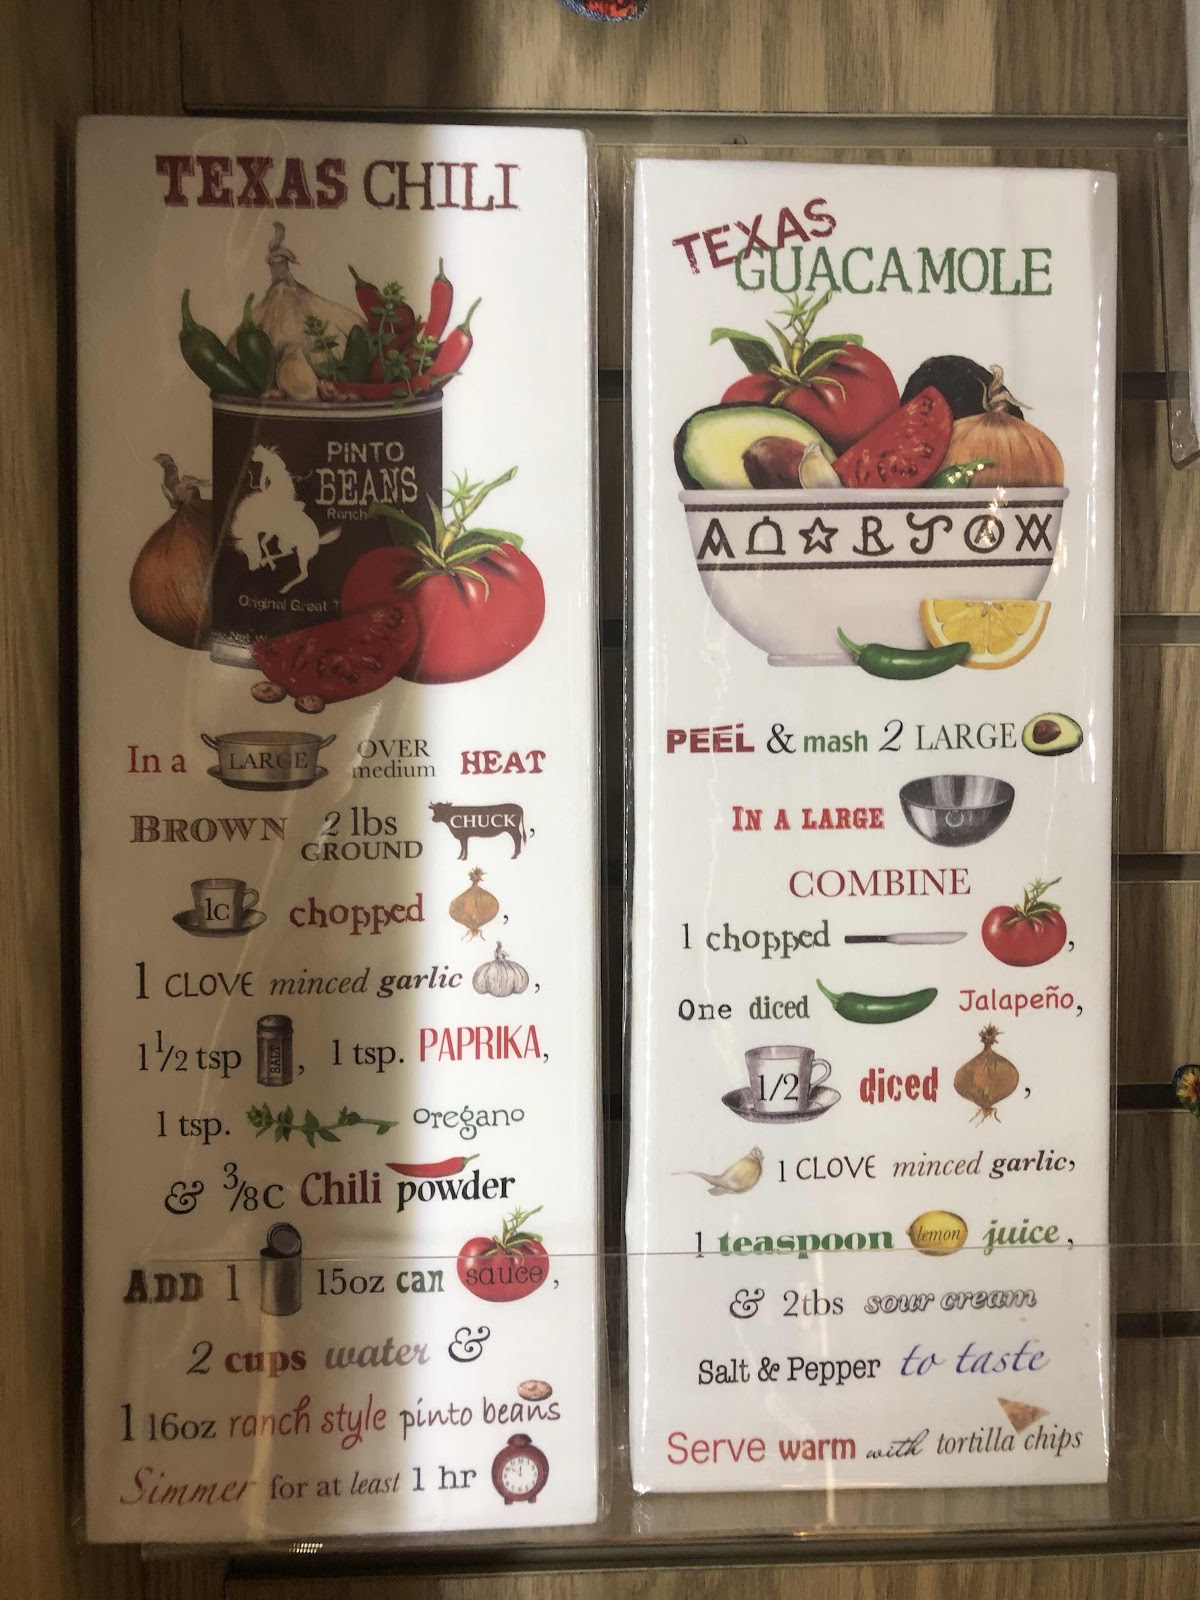 TEXAS CHILI
PINTO
BEANS
Ranch
Original Great T
Net W
In a LARGE OVER medium HEAT
BROWN 2 lbs GROUND CHUCK,
1c chopped ,
1 CLOVE minced garlic ,
1 1/2 tsp SALT, 1 tsp. PAPRIKA,
1 tsp. oregano
& 3/8C Chili powder
ADD 1 15oz can sauce,
2 cups water &
1 16oz ranch style pinto beans
Simmer for at least 1 hr
TEXAS
GUACAMOLE
PEEL & mash 2 LARGE
IN A LARGE
COMBINE
1 chopped ,
One diced Jalapeño,
1/2 diced ,
1 CLOVE minced garlic,
1 teaspoon lemon juice,
& 2tbs sour cream
Salt & Pepper to taste
Serve warm with tortilla chips